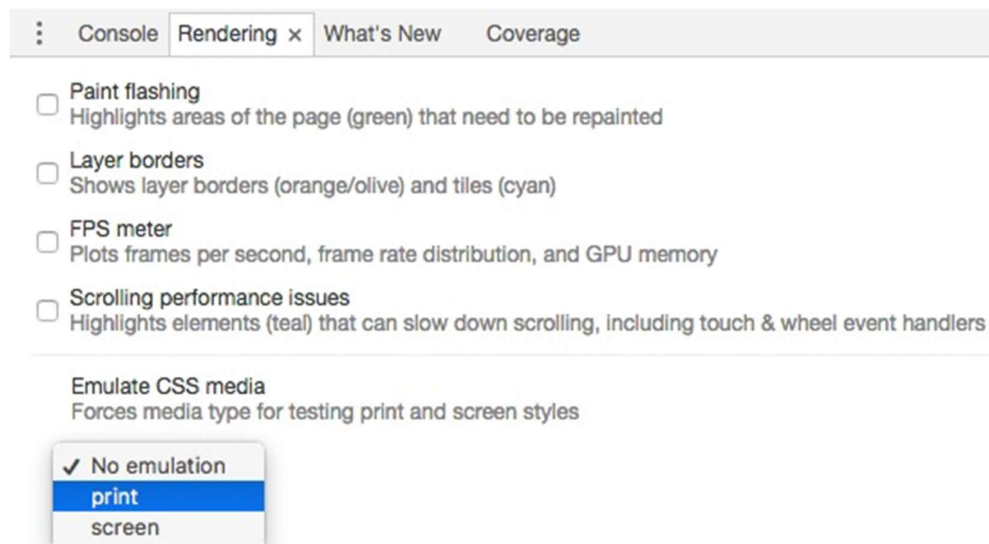 Console Rendering × What's New Coverage
Paint flashing
Highlights areas of the page (green) that need to be repainted
Layer borders
Shows layer borders (orange/olive) and tiles (cyan)
FPS meter
Plots frames per second, frame rate distribution, and GPU memory
Scrolling performance issues
Highlights elements (teal) that can slow down scrolling, including touch & wheel event handlers
Emulate CSS media
Forces media type for testing print and screen styles
✓ No emulation
print
screen